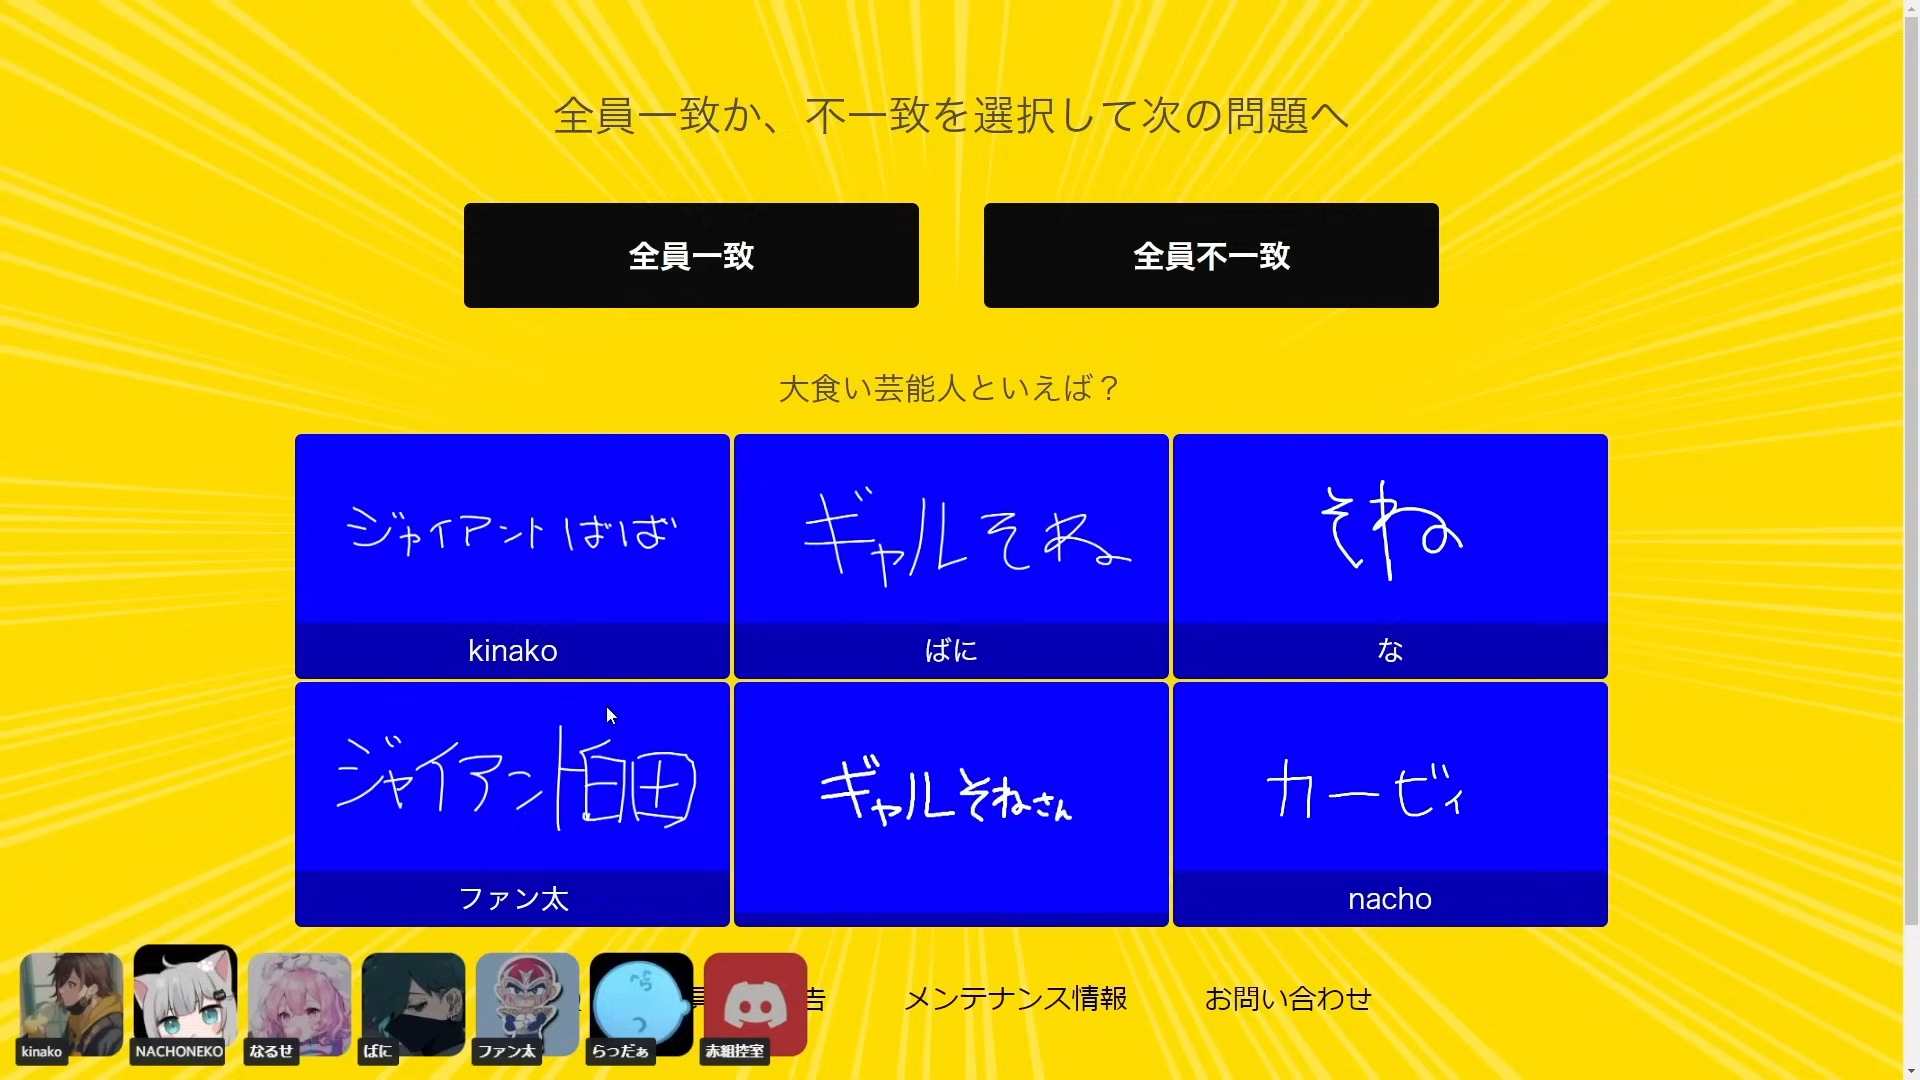 全員一致か、不一致を選択して次の問題へ
全員一致
全員不一致
大食い芸能人といえば？
ジャイアントばば
kinako
ギャルそね
ばに
そね
な
ジャイアント白田
ファン太
ギャルそねさん
カービィ
nacho
告
メンテナンス情報
お問い合わせ
へら
kinako
NACHONEKO
なるせ
ばに
ファン太
らっだぁ
赤組控室